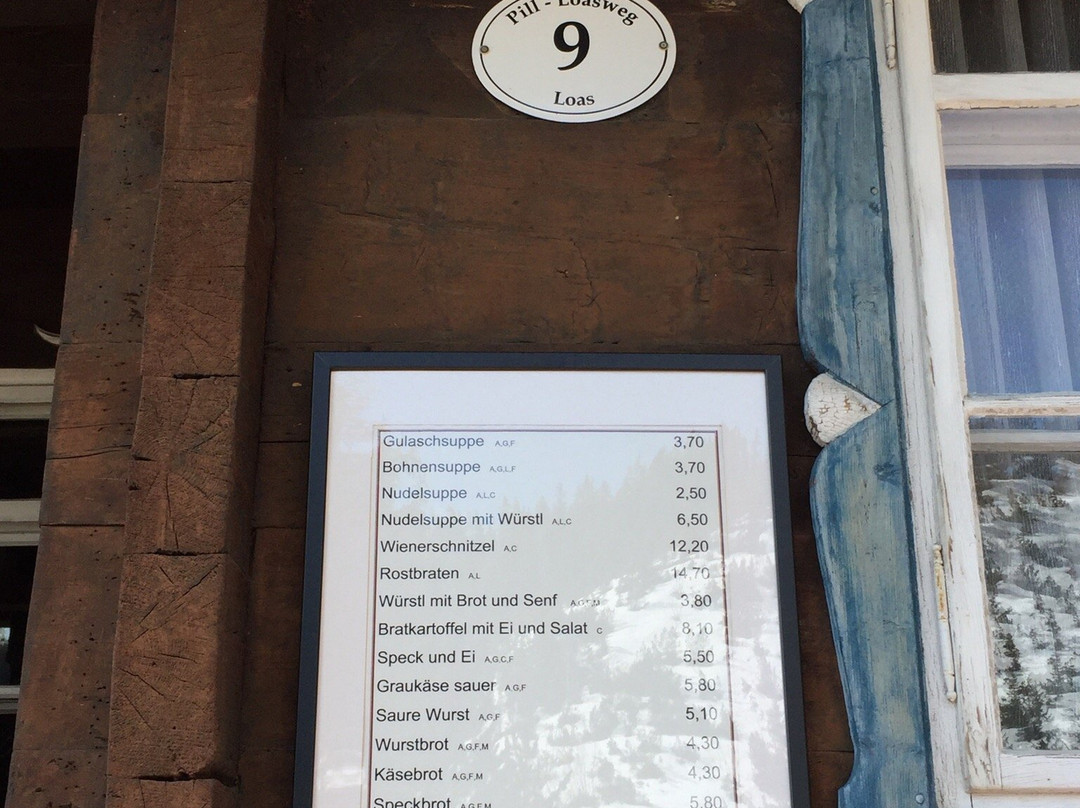 Pill - Loasweg
9
Loas
Gulaschsuppe A,G,F 3,70
Bohnensuppe A,G,L,F 3,70
Nudelsuppe A,L,C 2,50
Nudelsuppe mit Würstl A,L,C 6,50
Wienerschnitzel A,C 12,20
Rostbraten A,L 14,70
Würstl mit Brot und Senf A,G,F,M 3,80
Bratkartoffel mit Ei und Salat C 8,10
Speck und Ei A,G,C,F 5,50
Graukäse sauer A,G,F 5,80
Saure Wurst A,G,F 5,10
Wurstbrot A,G,F,M 4,30
Käsebrot A,G,F,M 4,30
Speckbrot A,G,F,M 5,80